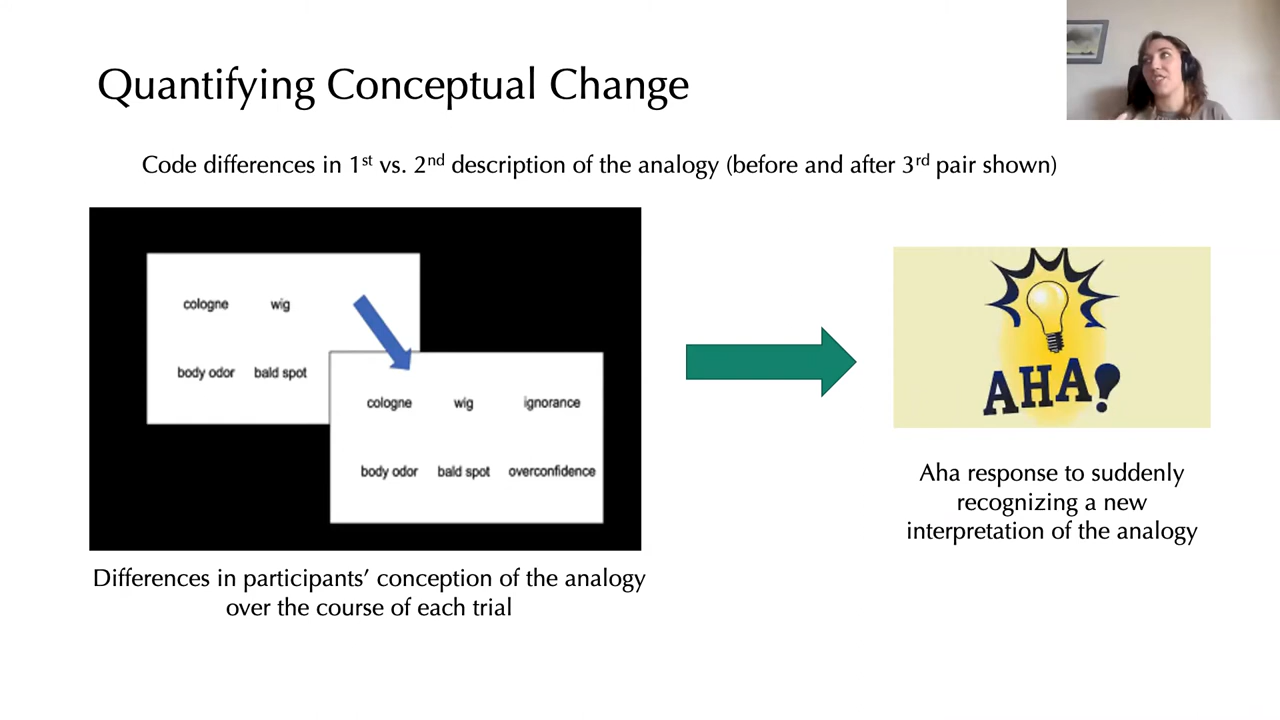 Quantifying Conceptual Change
Code differences in 1st vs. 2nd description of the analogy (before and after 3rd pair shown)
cologne wig
body odor bald spot
cologne wig ignorance
body odor bald spot overconfidence
AHA!
Differences in participants’ conception of the analogy
over the course of each trial
Aha response to suddenly
recognizing a new
interpretation of the analogy